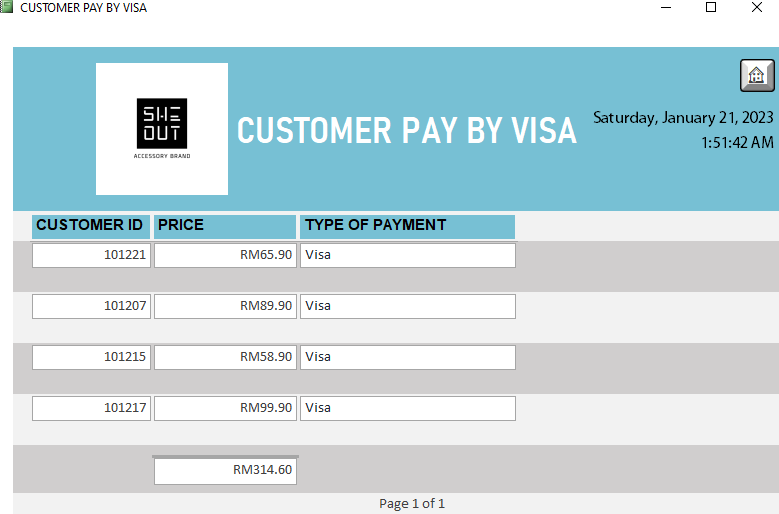 CUSTOMER PAY BY VISA
SHE
OUT
ACCESSORY BRAND
CUSTOMER PAY BY VISA
Saturday, January 21, 2023
1:51:42 AM
CUSTOMER ID PRICE TYPE OF PAYMENT
101221 RM65.90 Visa
101207 RM89.90 Visa
101215 RM58.90 Visa
101217 RM99.90 Visa
RM314.60
Page 1 of 1